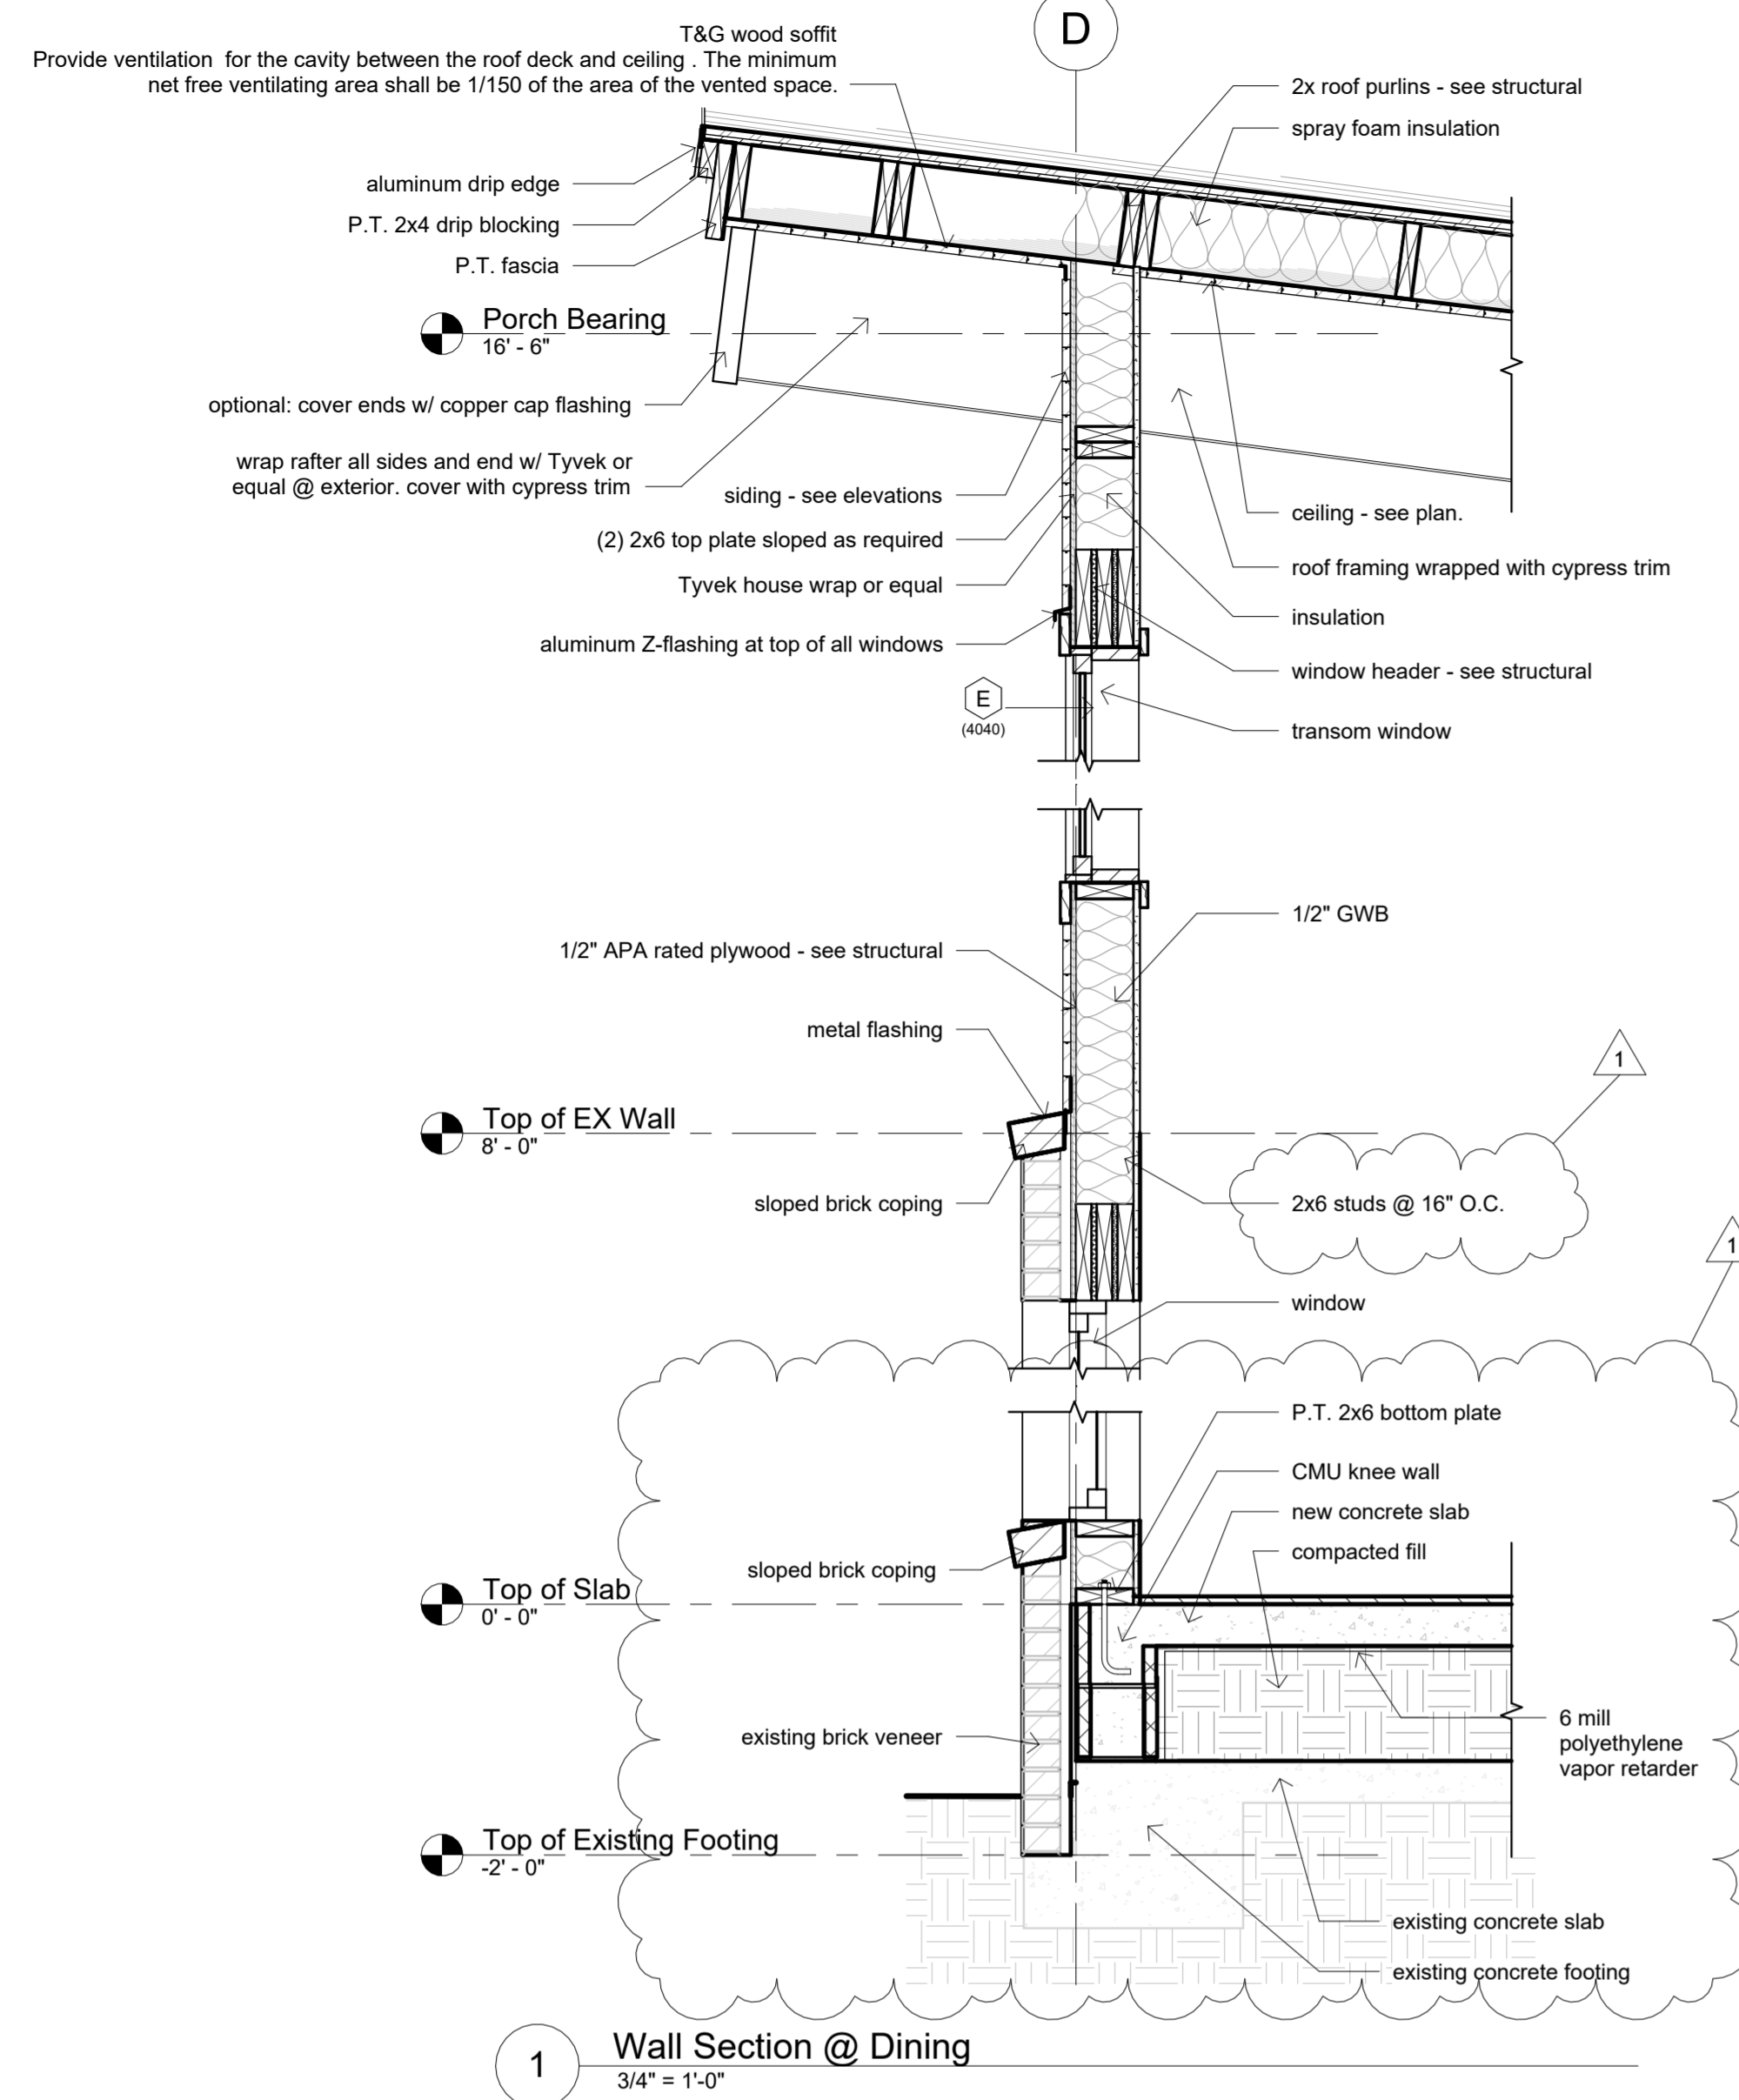 D
T&G wood soffit
Provide ventilation for the cavity between the roof deck and ceiling . The minimum
net free ventilating area shall be 1/150 of the area of the vented space.
2x roof purlins - see structural
spray foam insulation
aluminum drip edge
P.T. 2x4 drip blocking
P.T. fascia
Porch Bearing
16' - 6"
optional: cover ends w/ copper cap flashing
wrap rafter all sides and end w/ Tyvek or
equal @ exterior. cover with cypress trim
siding - see elevations
(2) 2x6 top plate sloped as required
Tyvek house wrap or equal
aluminum Z-flashing at top of all windows
ceiling - see plan.
roof framing wrapped with cypress trim
insulation
window header - see structural
transom window
E
(4040)
1/2" GWB
1/2" APA rated plywood - see structural
metal flashing
1
Top of EX Wall
8' - 0"
sloped brick coping
2x6 studs @ 16" O.C.
1
window
P.T. 2x6 bottom plate
CMU knee wall
new concrete slab
compacted fill
sloped brick coping
Top of Slab
0' - 0"
existing brick veneer
6 mill
polyethylene
vapor retarder
Top of Existing Footing
-2' - 0"
existing concrete slab
existing concrete footing
1
Wall Section @ Dining
3/4" = 1'-0"